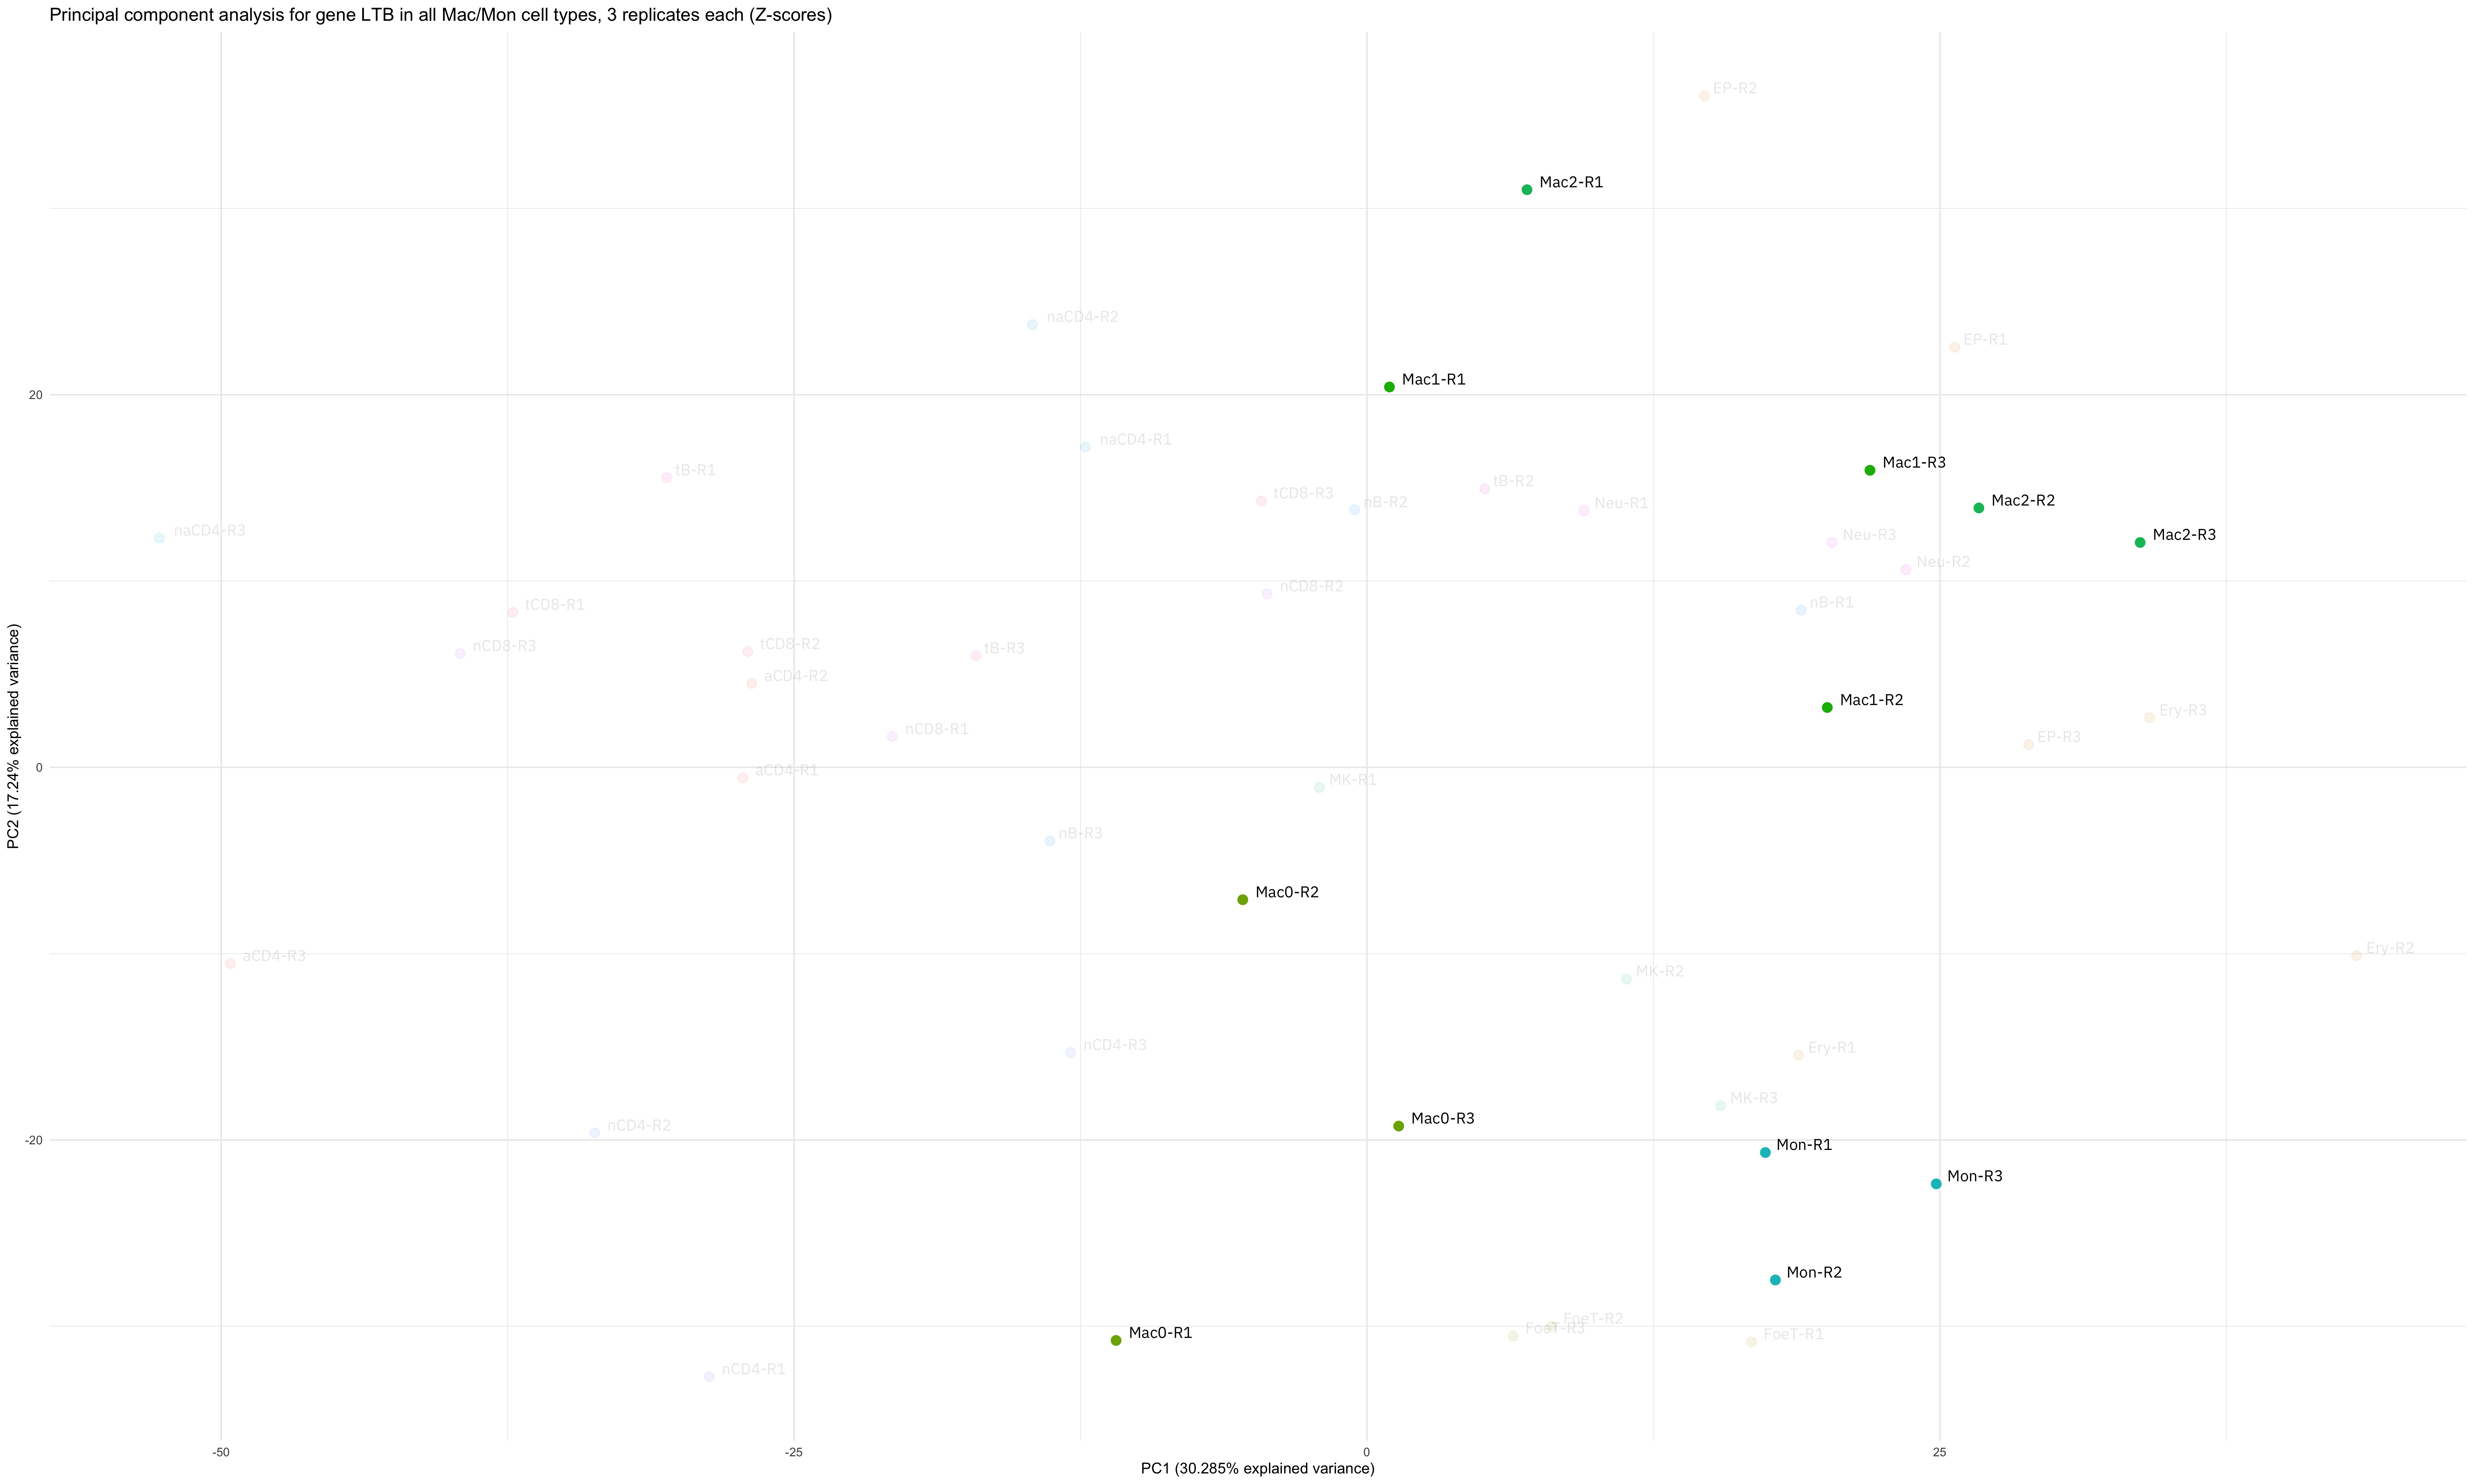 Principal component analysis for gene LTB in all Mac/Mon cell types, 3 replicates each (Z-scores)
EP-R2
Mac2-R1
naCD4-R2
EP-R1
Mac1-R1
20
naCD4-R1
Mac1-R3
tB-R1
tB-R2
tCD8-R3
Mac2-R2
nB-R2
Neu-R1
naCD4-R3
Neu-R3
Mac2-R3
Neu-R2
nCD8-R2
nB-R1
tCD8-R1
tCD8-R2
nCD8-R3
tB-R3
aCD4-R2
Mac1-R2
Ery-R3
nCD8-R1
EP-R3
aCD4-R1
0
MK-R1
PC2 (17.24% explained variance)
nB-R3
Mac0-R2
Ery-R2
aCD4-R3
MK-R2
nCD4-R3
Ery-R1
MK-R3
Mac0-R3
nCD4-R2
-20
Mon-R1
Mon-R3
Mon-R2
FoeT-R2
FoeT-R3
Mac0-R1
FoeT-R1
nCD4-R1
-50
-25
0
25
PC1 (30.285% explained variance)